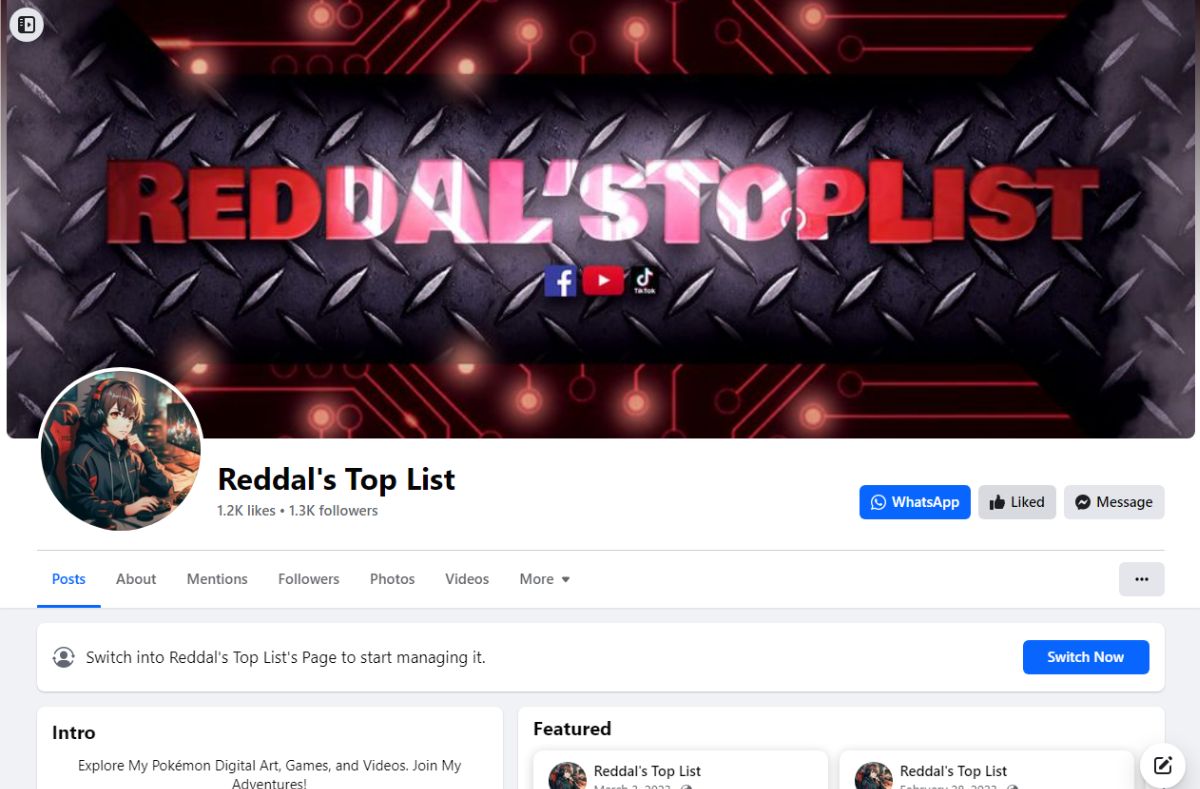 REDDAL'STOPLIST
TikTok
Reddal's Top List
1.2K likes • 1.3K followers
WhatsApp
Liked
Message
Posts
About
Mentions
Followers
Photos
Videos
More
Switch into Reddal's Top List's Page to start managing it.
Switch Now
Intro
Explore My Pokémon Digital Art, Games, and Videos. Join My
Adventures!
Featured
Reddal's Top List
Reddal's Top List